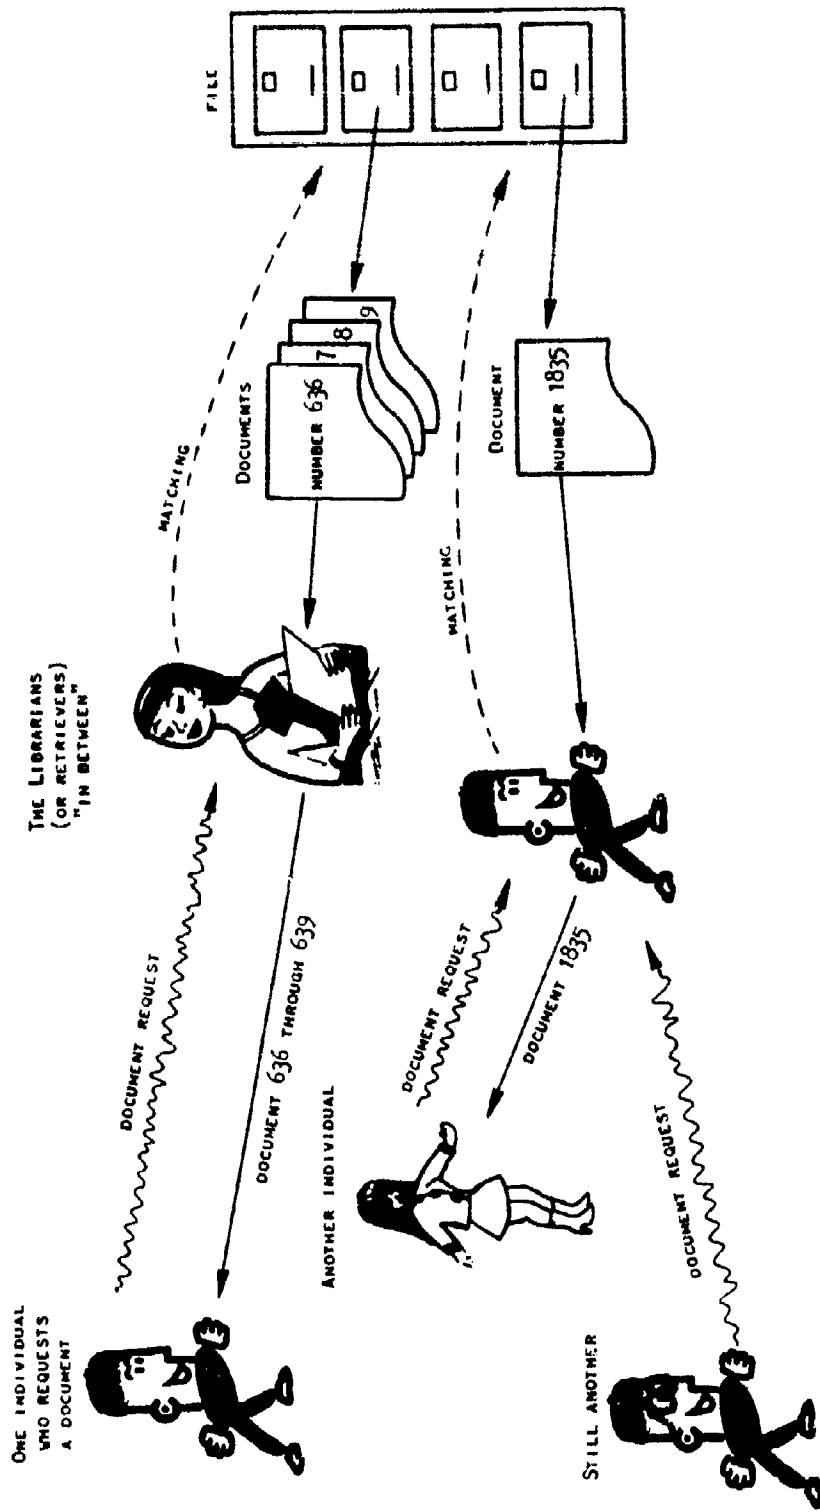 ONE INDIVIDUAL
WHO REQUESTS
A DOCUMENT
THE LIBRARIANS
(OR RETRIEVERS)
"IN BETWEEN"
FILE
DOCUMENT REQUEST
MATCHING
DOCUMENTS
NUMBER 636
7
8
9
DOCUMENT 636 THROUGH 639
ANOTHER INDIVIDUAL
DOCUMENT REQUEST
MATCHING
DOCUMENT
NUMBER 1835
DOCUMENT 1835
STILL ANOTHER
DOCUMENT REQUEST